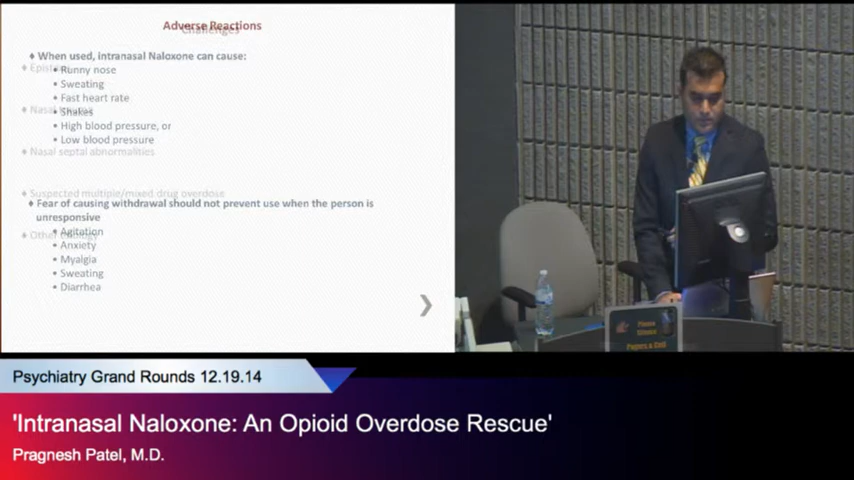 Adverse Reactions
Challenges
When used, intranasal Naloxone can cause:
Runny nose
Sweating
Fast heart rate
Shakes
High blood pressure, or
Low blood pressure
Nasal septal abnormalities
Suspected multiple/mixed drug overdose
Fear of causing withdrawal should not prevent use when the person is
unresponsive
Agitation
Anxiety
Myalgia
Sweating
Diarrhea
Psychiatry Grand Rounds 12.19.14
'Intranasal Naloxone: An Opioid Overdose Rescue'
Pragnesh Patel, M.D.